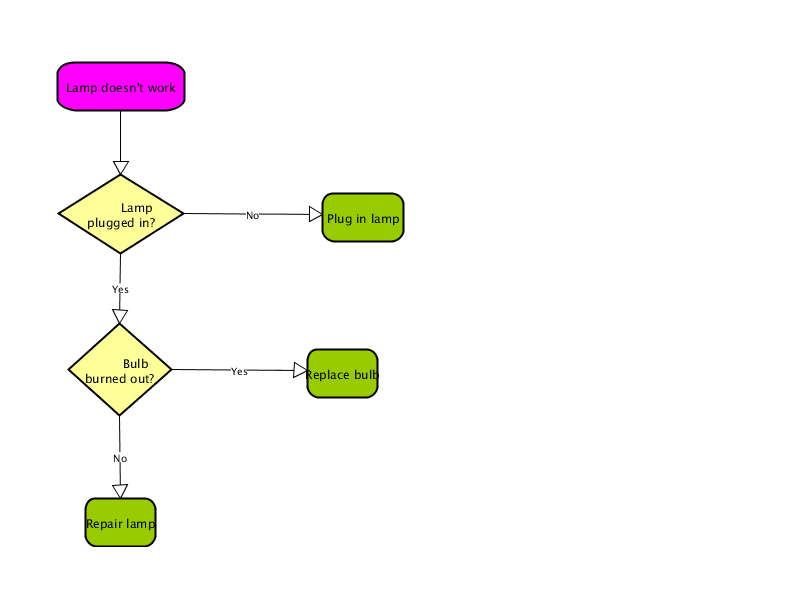 Lamp doesn't work
Lamp
plugged in?
No
Plug in lamp
Yes
Bulb
burned out?
Yes
Replace bulb
No
Repair lamp